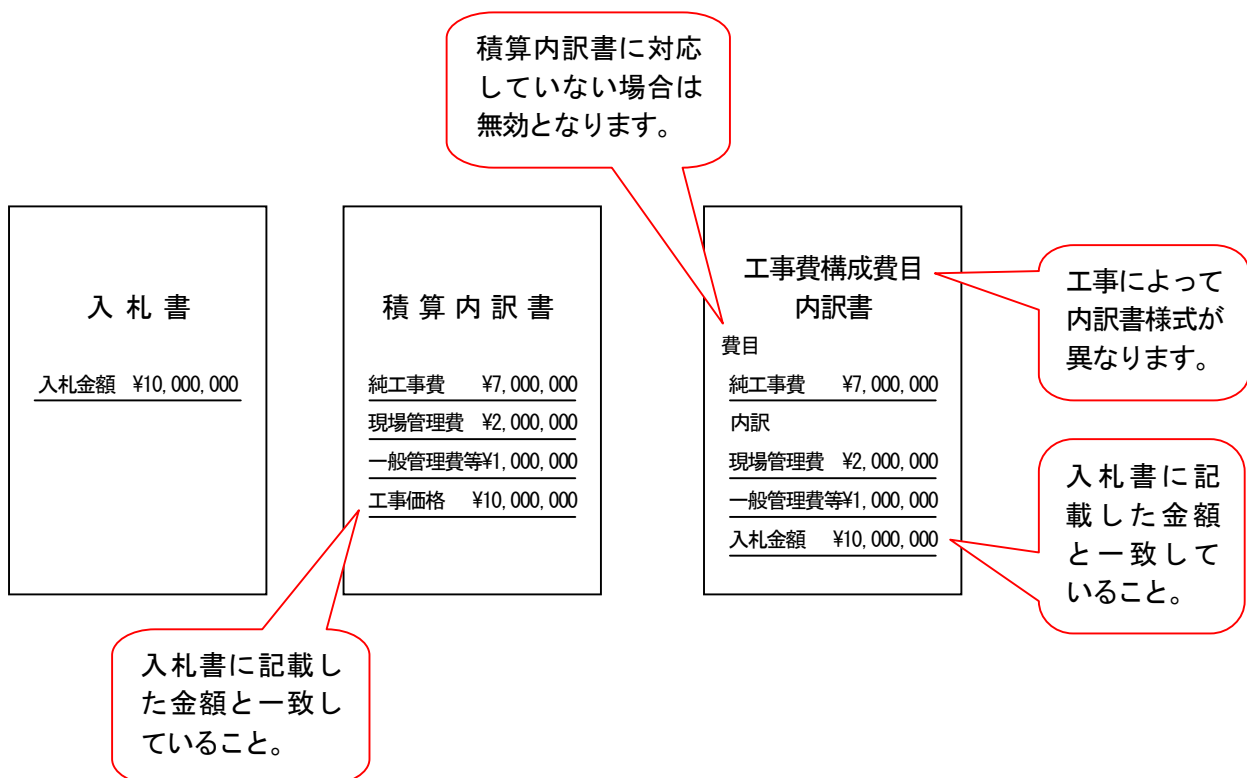 積算内訳書に対応
していない場合は
無効となります。
入札書
入札金額 ¥10,000,000
積算内訳書
純工事費 ¥7,000,000
現場管理費 ¥2,000,000
一般管理費等¥1,000,000
工事価格 ¥10,000,000
工事費構成費目
内訳書
費目
純工事費 ¥7,000,000
内訳
現場管理費 ¥2,000,000
一般管理費等¥1,000,000
入札金額 ¥10,000,000
工事によって
内訳書様式が
異なります。
入札書に記
載した金額
と一致して
いること。
入札書に記載し
た金額と一致し
ていること。